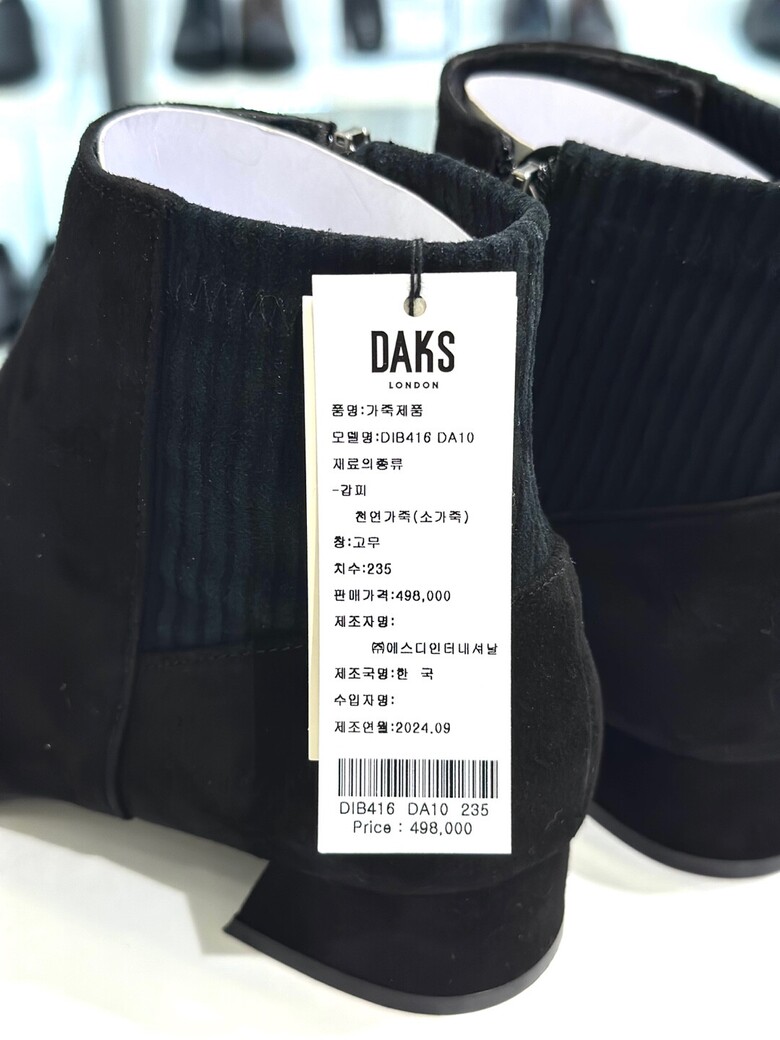 DAKS
LONDON
품명:가죽제품
모델명:DIB416 DA10
재료의종류
-갑피
천연가죽(소가죽)
창:고무
치수:235
판매가격:498,000
제조자명:
㈜에스디인터내셔날
제조국명:한 국
수입자명:
제조연월:2024.09
DIB416 DA10 235
Price : 498,000